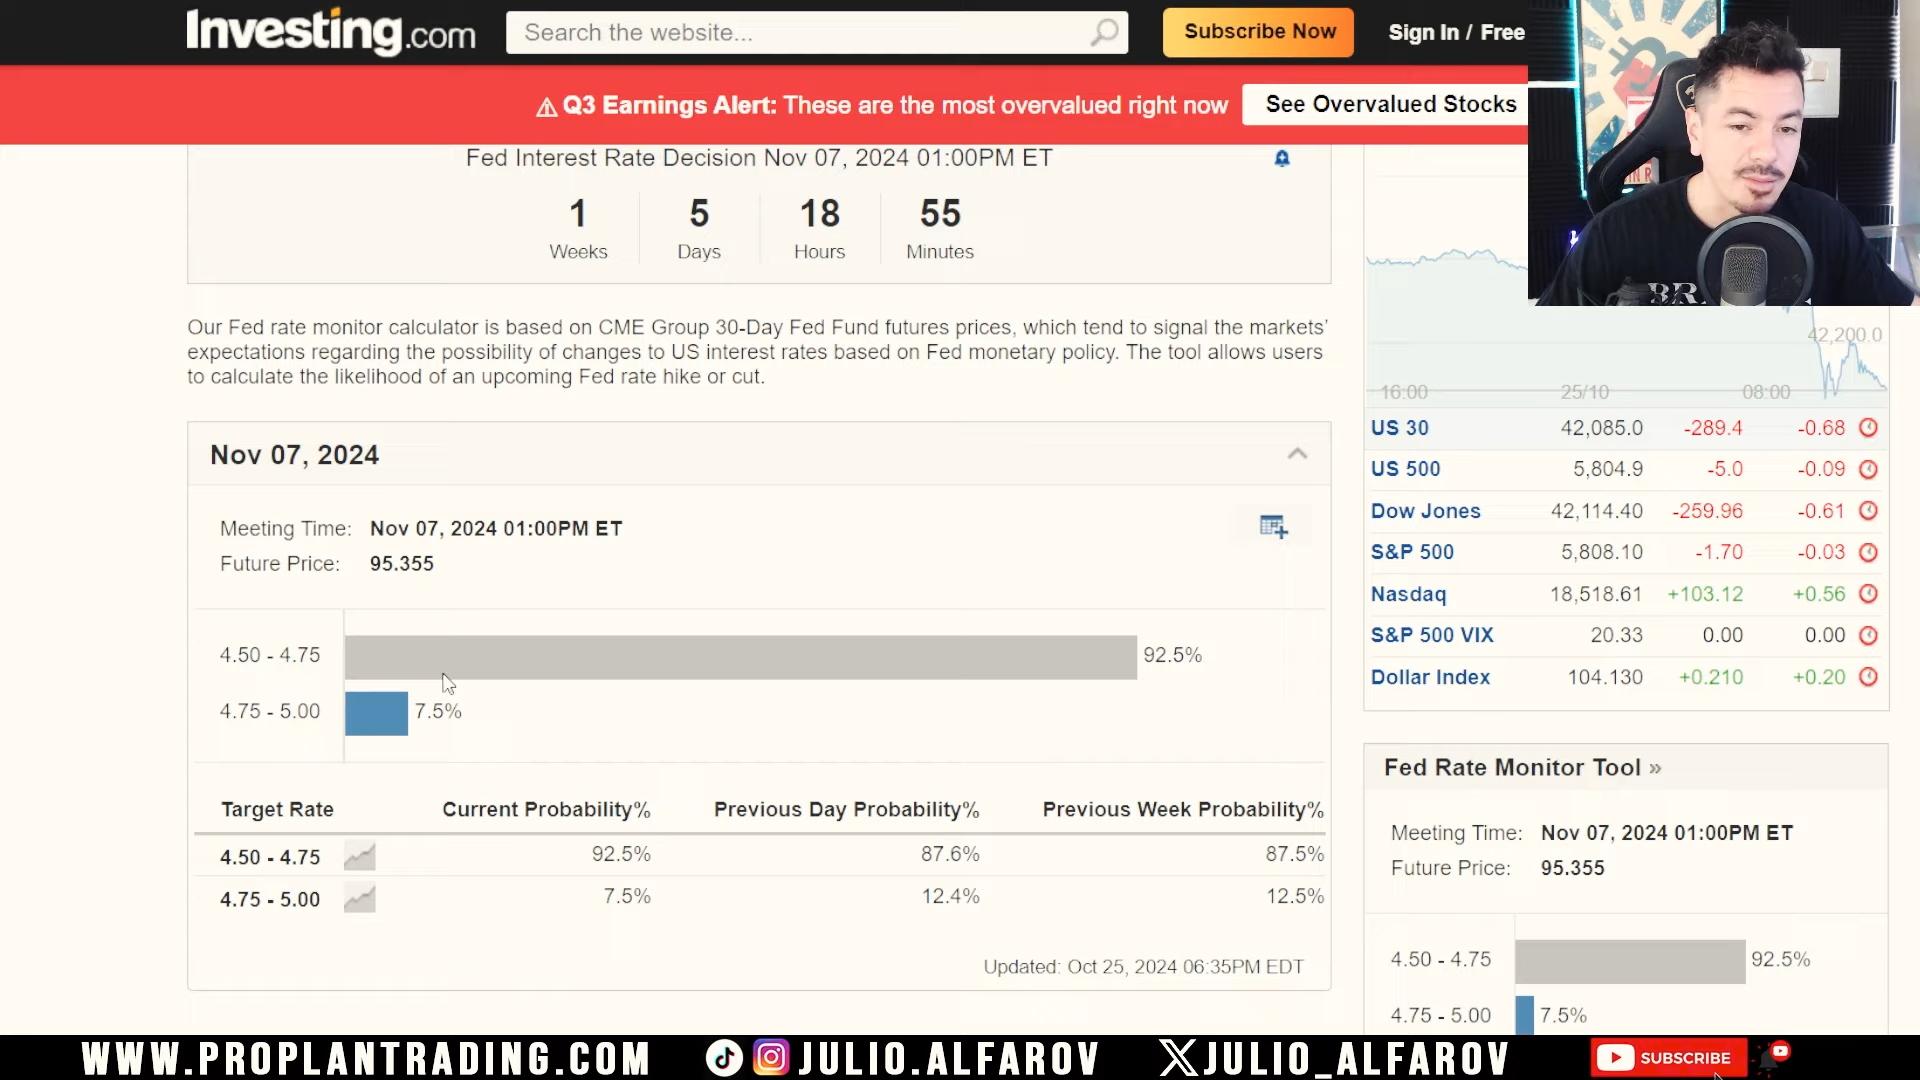 Investing.com
Search the website...
Subscribe Now
Sign In / Free
Q3 Earnings Alert: These are the most overvalued right now
See Overvalued Stocks
Fed Interest Rate Decision Nov 07, 2024 01:00PM ET
1 5 18 55
Weeks Days Hours Minutes
Our Fed rate monitor calculator is based on CME Group 30-Day Fed Fund futures prices, which tend to signal the markets'
expectations regarding the possibility of changes to US interest rates based on Fed monetary policy. The tool allows users
to calculate the likelihood of an upcoming Fed rate hike or cut.
Nov 07, 2024
Meeting Time: Nov 07, 2024 01:00PM ET
Future Price: 95.355
4.50 - 4.75 92.5%
4.75 - 5.00 7.5%
Target Rate Current Probability% Previous Day Probability% Previous Week Probability%
4.50 - 4.75 92.5% 87.6% 87.5%
4.75 - 5.00 7.5% 12.4% 12.5%
Updated: Oct 25, 2024 06:35PM EDT
42,200.0
16:00 25/10 08:00
US 30 42,085.0 -289.4 -0.68
US 500 5,804.9 -5.0 -0.09
Dow Jones 42,114.40 -259.96 -0.61
S&P 500 5,808.10 -1.70 -0.03
Nasdaq 18,518.61 +103.12 +0.56
S&P 500 VIX 20.33 0.00 0.00
Dollar Index 104.130 +0.210 +0.20
Fed Rate Monitor Tool »
Meeting Time: Nov 07, 2024 01:00PM ET
Future Price: 95.355
4.50 - 4.75 92.5%
4.75 - 5.00 7.5%
WWW.PROPLANTRADING.COM
JULIO.ALFAROV
JULIO_ALFAROV
SUBSCRIBE